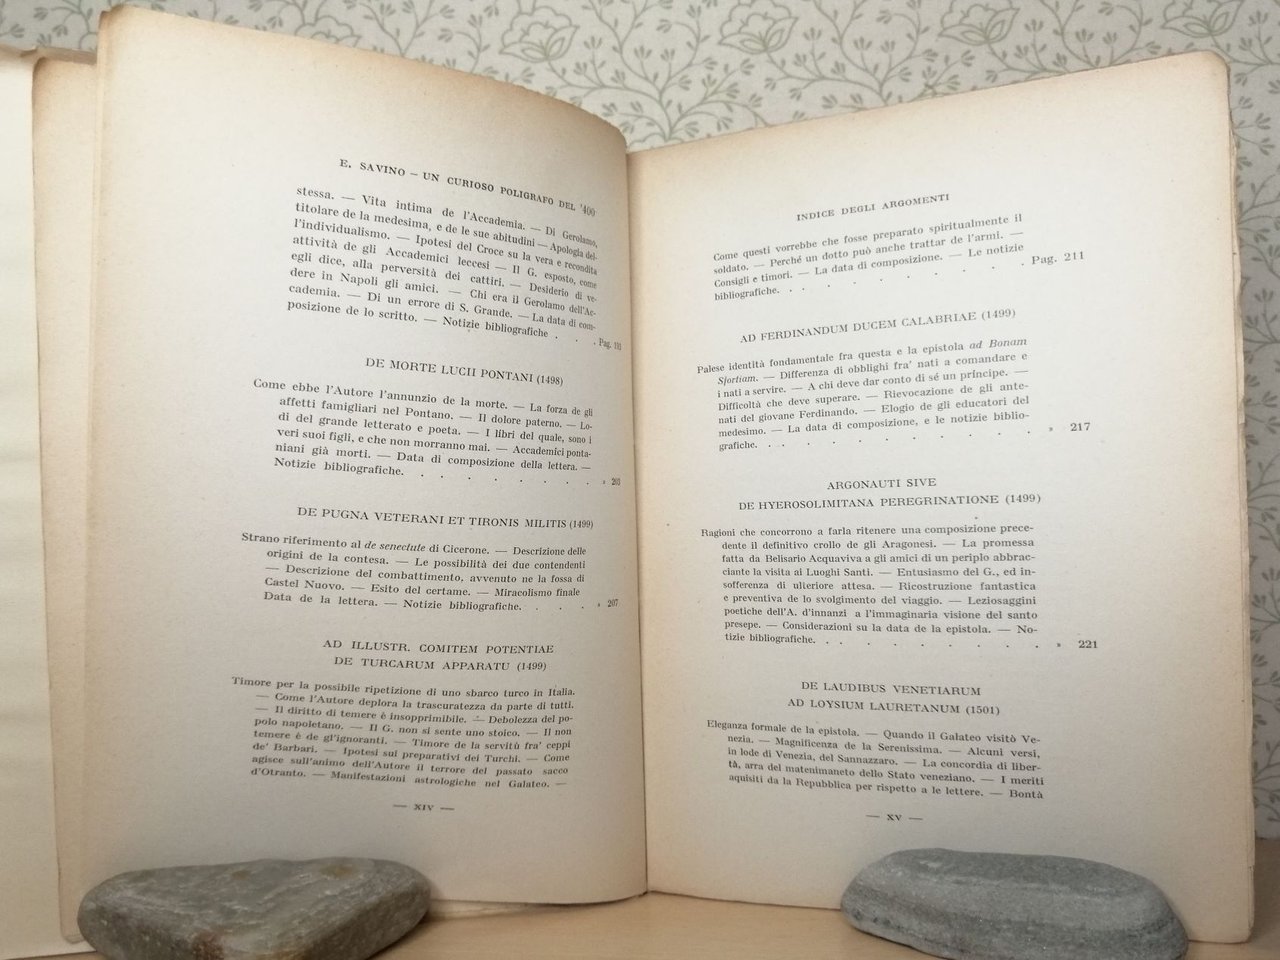 E. SAVINO – UN CURIOSO POLIGRAFO DEL '400
stessa. — Vita intima de l'Accademia. — Di Gerolamo,
titolare de la medesima, e de le sue abitudini — Apologia del-
l'individualismo. — Ipotesi del Croce su la vera e recondita
attività de gli Accademici leccesi — Il G. esposto, come
egli dice, alla perversità dei cattiri. — Desiderio di ve-
dere in Napoli gli amici. — Chi era il Gerolamo dell'Ac-
cademia. — Di un errore di S. Grande. — La data di com-
posizione de lo scritto. — Notizie bibliografiche . . . Pag. 193
DE MORTE LUCII PONTANI (1498)
Come ebbe l'Autore l'annunzio de la morte. — La forza de gli
affetti famigliari nel Pontano. — Il dolore paterno. — Lo-
di del grande letterato e poeta. — I libri del quale, sono i
veri suoi figli, e che non morranno mai. — Accademici ponta-
niani già morti. — Data di composizione della lettera. —
Notizie bibliografiche. . . . . . . . . » 203
DE PUGNA VETERANI ET TIRONIS MILITIS (1499)
Strano riferimento al de senectute di Cicerone. — Descrizione delle
origini de la contesa. — Le possibilità dei due contendenti
— Descrizione del combattimento, avvenuto ne la fossa di
Castel Nuovo. — Esito del certame. — Miracolismo finale
Data de la lettera. — Notizie bibliografiche. . . . . » 207
AD ILLUSTR. COMITEM POTENTIAE
DE TURCARUM APPARATU (1499)
Timore per la possibile ripetizione di uno sbarco turco in Italia.
— Come l'Autore deplora la trascuratezza da parte di tutti.
— Il diritto di temere è insopprimibile. — Debolezza del po-
polo napoletano. — Il G. non si sente uno stoico. — Il non
temere è de gl'ignoranti. — Timore de la servitù fra' ceppi
de' Barbari. — Ipotesi sui preparativi dei Turchi. — Come
agisce sull'animo dell'Autore il terrore del passato sacco
d'Otranto. — Manifestazioni astrologiche nel Galateo. —
— XIV —
INDICE DEGLI ARGOMENTI
Come questi vorrebbe che fosse preparato spiritualmente il
soldato. — Perché un dotto può anche trattar de l'armi. —
Consigli e timori. — La data di composizione. — Le notizie
bibliografiche. . . . . . . . . Pag. 211
AD FERDINANDUM DUCEM CALABRIAE (1499)
Palese identità fondamentale fra questa e la epistola ad Bonam
Sfortiam. — Differenza di obblighi fra' nati a comandare e
i nati a servire. — A chi deve dar conto di sé un principe. —
Difficoltà che deve superare. — Rievocazione de gli ante-
nati del giovane Ferdinando. — Elogio de gli educatori del
medesimo. — La data di composizione, e le notizie biblio-
grafiche. . . . . . . . . . . . . » 217
ARGONAUTI SIVE
DE HYEROSOLIMITANA PEREGRINATIONE (1499)
Ragioni che concorrono a farla ritenere una composizione prece-
dente il definitivo crollo de gli Aragonesi. — La promessa
fatta da Belisario Acquaviva a gli amici di un periplo abbrac-
ciante la visita ai Luoghi Santi. — Entusiasmo del G., ed in-
sofferenza di ulteriore attesa. — Ricostruzione fantastica
e preventiva de lo svolgimento del viaggio. — Leziosaggini
poetiche dell'A. d'innanzi a l'immaginaria visione del santo
presepe. — Considerazioni su la data de la epistola. — No-
tizie bibliografiche. . . . . . . . . . . » 221
DE LAUDIBUS VENETIARUM
AD LOYSIUM LAURETANUM (1501)
Eleganza formale de la epistola. — Quando il Galateo visitò Ve-
nezia. — Magnificenza de la Serenissima. — Alcuni versi,
in lode di Venezia, del Sannazzaro. — La concordia di liber-
tà, arra del matenimaneto dello Stato veneziano. — I meriti
aquisiti da la Repubblica per rispetto a le lettere. — Bontà
— XV —